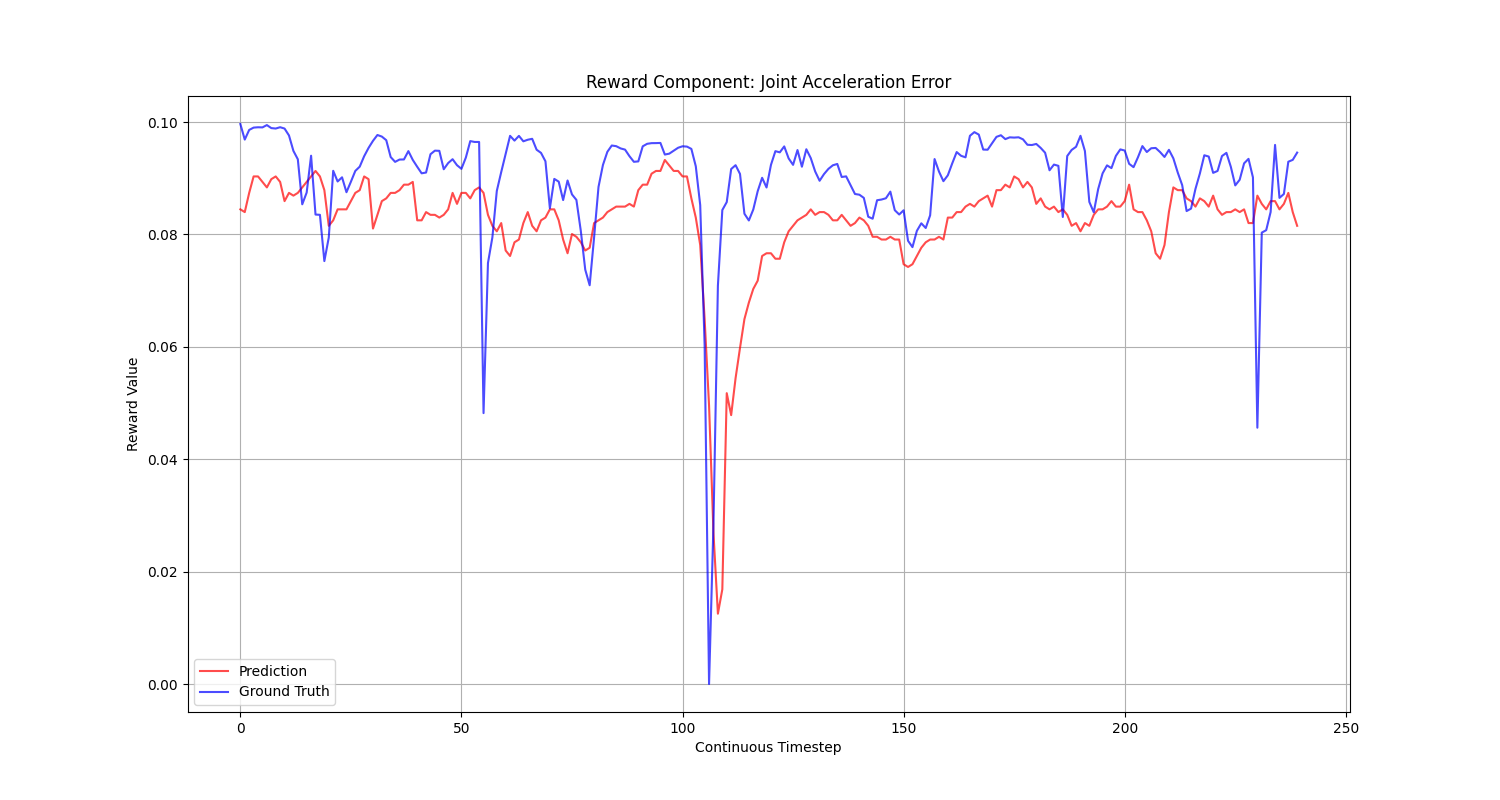 Reward Component: Joint Acceleration Error
0.10
0.08
0.06
0.04
0.02
0.00
Reward Value
Prediction
Ground Truth
0
50
100
150
200
250
Continuous Timestep